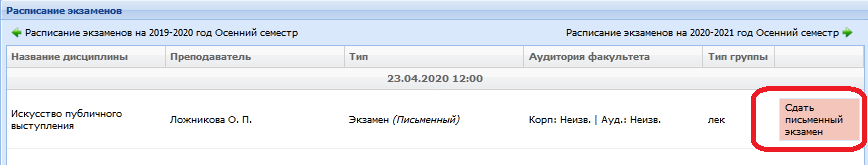 Расписание экзаменов
Расписание экзаменов на 2019-2020 год Осенний семестр Расписание экзаменов на 2020-2021 год Осенний семестр
Название дисциплины Преподаватель Тип Аудитория факультета Тип группы
23.04.2020 12:00
Искусство публичного
выступления
Ложникова О. П. Экзамен (Письменный) Корп: Неизв. | Ауд.: Неизв. лек
Сдать
письменный
экзамен